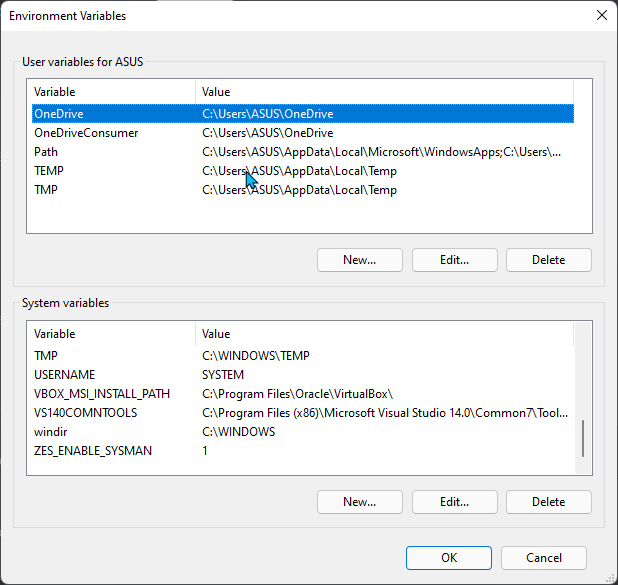 Environment Variables
User variables for ASUS
Variable Value
OneDrive C:\Users\ASUS\OneDrive
OneDriveConsumer C:\Users\ASUS\OneDrive
Path C:\Users\ASUS\AppData\Local\Microsoft\WindowsApps;C:\Users\...
TEMP C:\Users\ASUS\AppData\Local\Temp
TMP C:\Users\ASUS\AppData\Local\Temp
New... Edit... Delete
System variables
Variable Value
TMP C:\WINDOWS\TEMP
USERNAME SYSTEM
VBOX_MSI_INSTALL_PATH C:\Program Files\Oracle\VirtualBox\
VS140COMNTOOLS C:\Program Files (x86)\Microsoft Visual Studio 14.0\Common7\Tool...
windir C:\WINDOWS
ZES_ENABLE_SYSMAN 1
New... Edit... Delete
OK Cancel